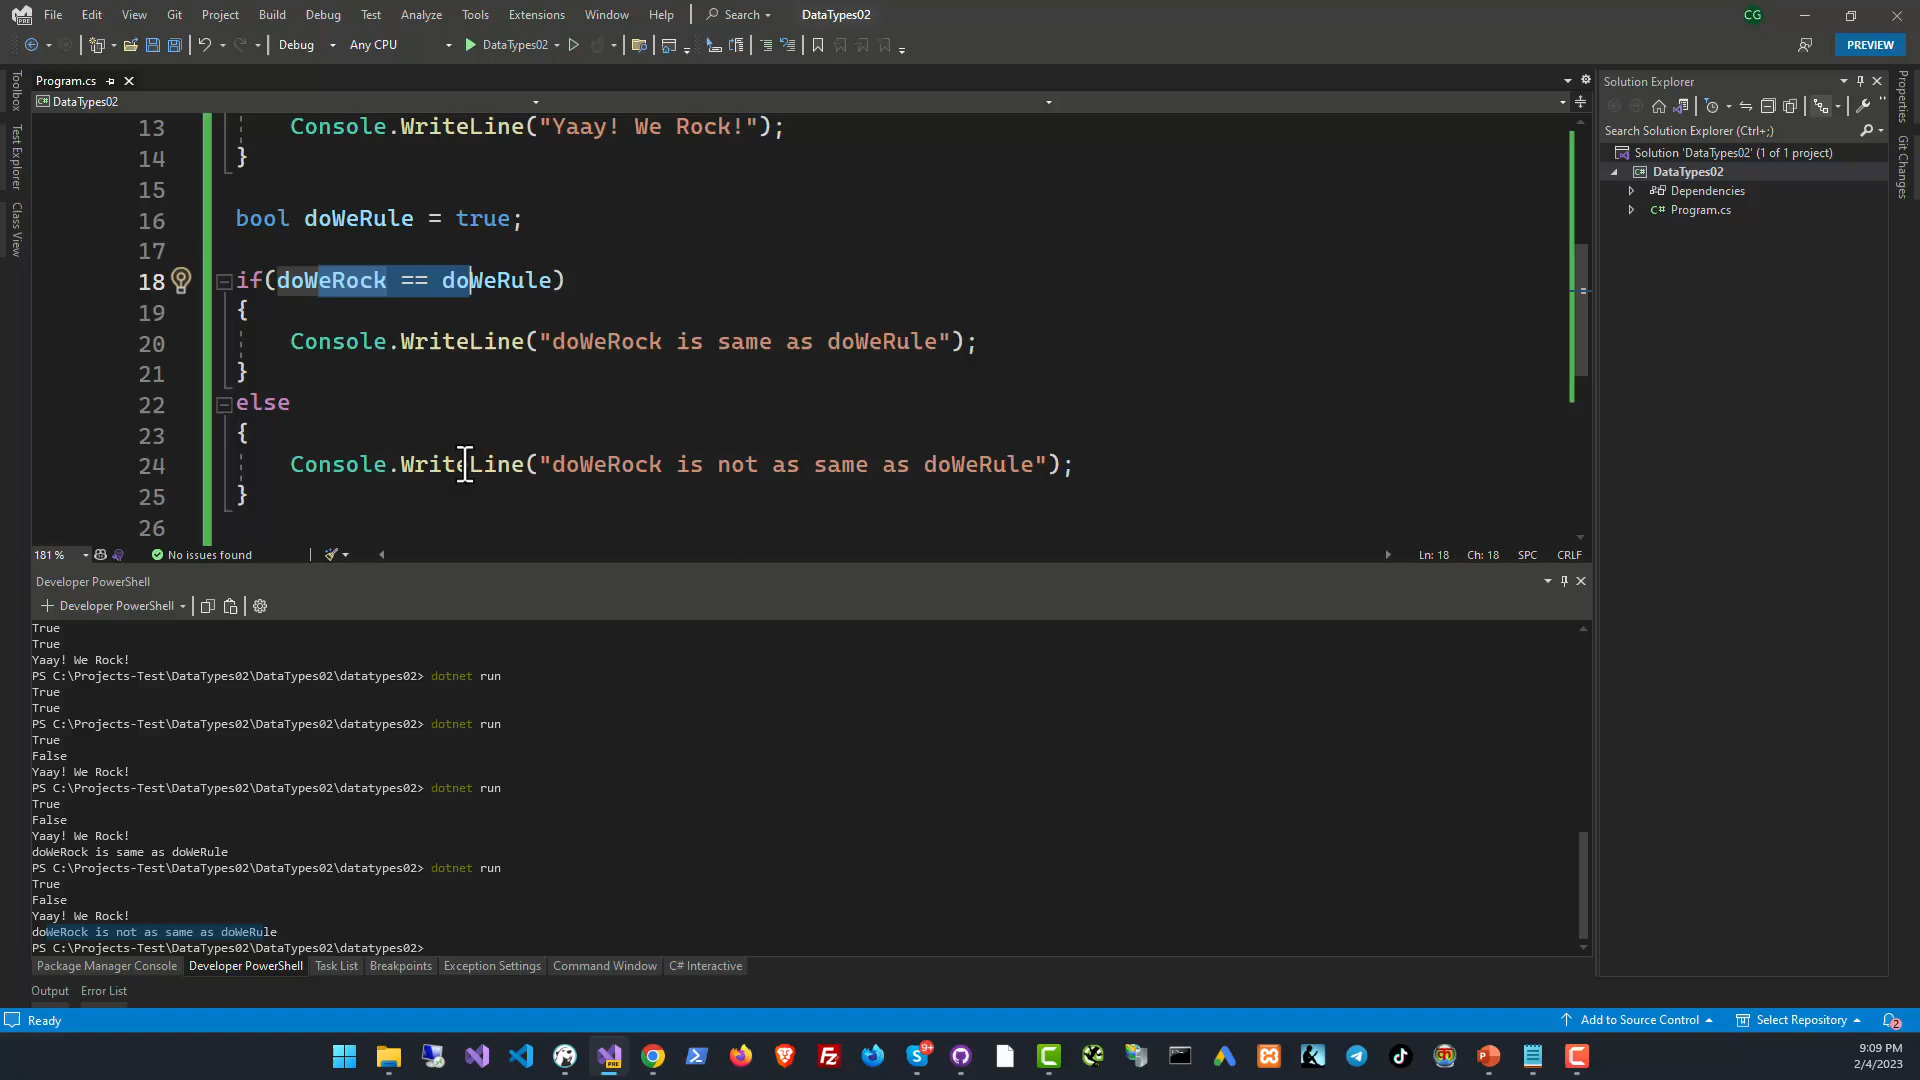 File Edit View Git Project Build Debug Test Analyze Tools Extensions Window Help Search DataTypes02 CG
Debug Any CPU DataTypes02 PREVIEW
Program.cs
DataTypes02
13 Console.WriteLine("Yaay! We Rock!");
14 }
15
16 bool doWeRule = true;
17
18 if(doWeRock == doWeRule)
19 {
20 Console.WriteLine("doWeRock is same as doWeRule");
21 }
22 else
23 {
24 Console.WriteLine("doWeRock is not as same as doWeRule");
25 }
26
181 % No issues found Ln: 18 Ch: 18 SPC CRLF
Toolbox
Test Explorer
Class View
Solution Explorer
Search Solution Explorer (Ctrl+;)
Solution 'DataTypes02' (1 of 1 project)
DataTypes02
Dependencies
C# Program.cs
Properties
Git Changes
Developer PowerShell
Developer PowerShell
True
True
Yaay! We Rock!
PS C:\Projects-Test\DataTypes02\DataTypes02\datatypes02> dotnet run
True
True
PS C:\Projects-Test\DataTypes02\DataTypes02\datatypes02> dotnet run
True
False
Yaay! We Rock!
PS C:\Projects-Test\DataTypes02\DataTypes02\datatypes02> dotnet run
True
False
Yaay! We Rock!
doWeRock is same as doWeRule
PS C:\Projects-Test\DataTypes02\DataTypes02\datatypes02> dotnet run
True
False
Yaay! We Rock!
doWeRock is not as same as doWeRule
PS C:\Projects-Test\DataTypes02\DataTypes02\datatypes02>
Package Manager Console Developer PowerShell Task List Breakpoints Exception Settings Command Window C# Interactive
Output Error List
Ready Add to Source Control Select Repository 2
9:09 PM
2/4/2023